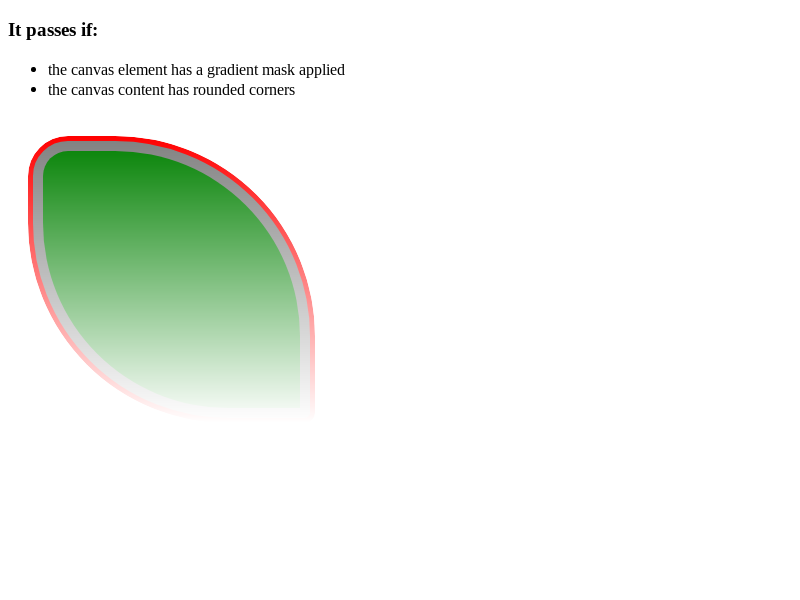 It passes if:
the canvas element has a gradient mask applied
the canvas content has rounded corners